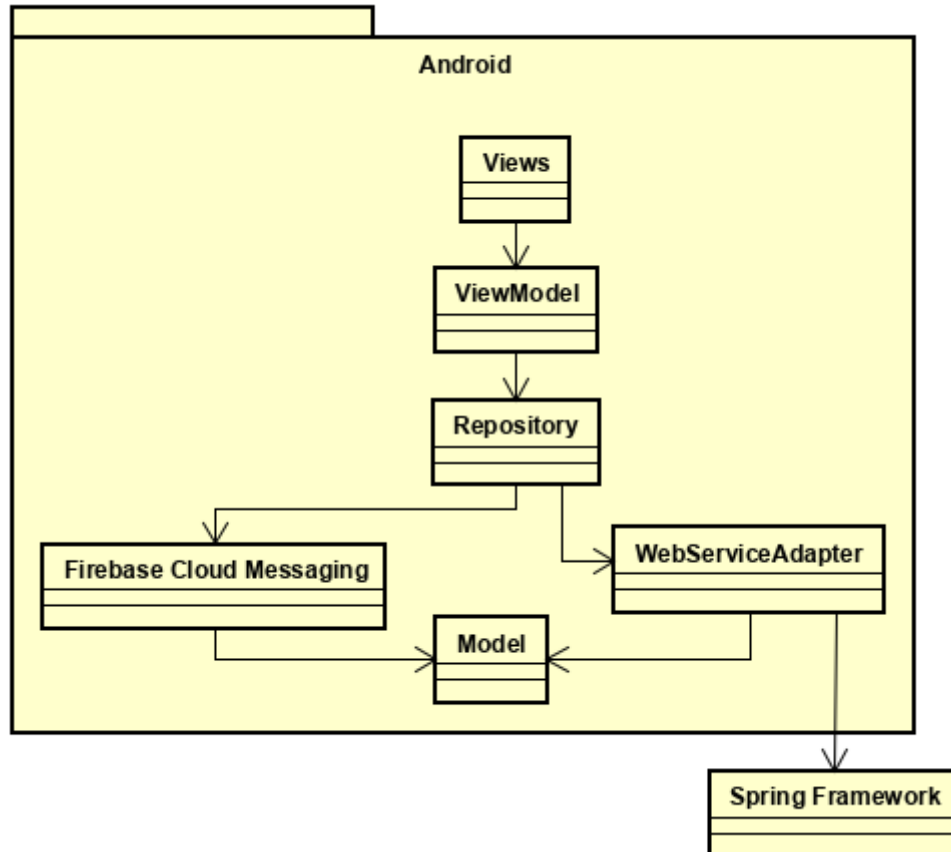 Android
Views
ViewModel
Repository
Firebase Cloud Messaging
WebServiceAdapter
Model
Spring Framework